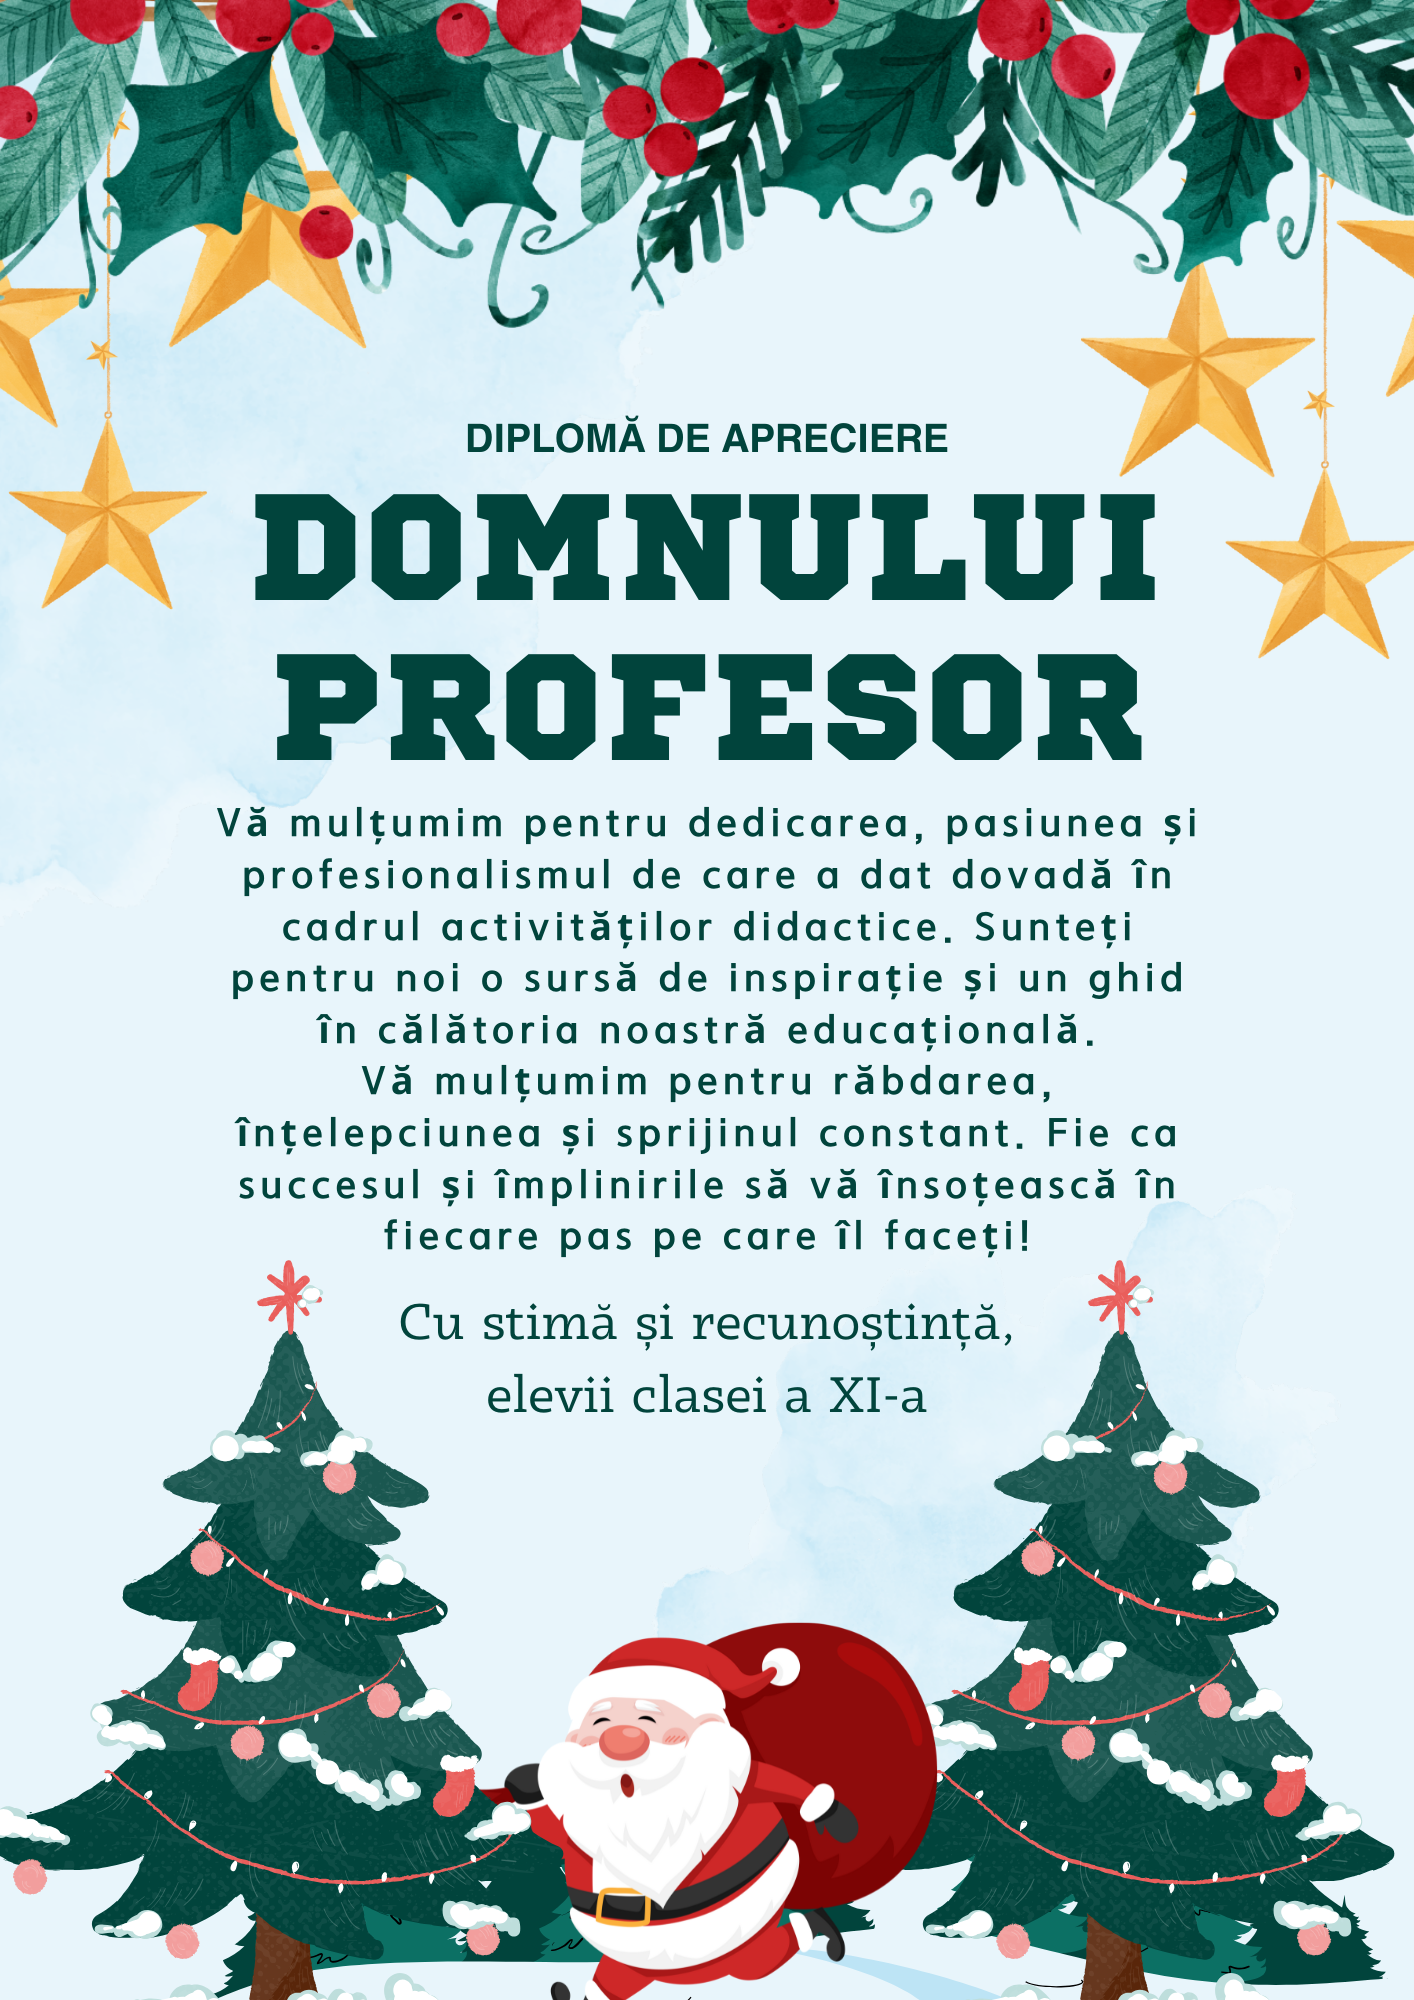 DIPLOMĂ DE APRECIERE
DOMNULUI
PROFESOR
Vă mulțumim pentru dedicarea, pasiunea și
profesionalismul de care a dat dovadă în
cadrul activităților didactice. Sunteți
pentru noi o sursă de inspirație și un ghid
în călătoria noastră educațională.
Vă mulțumim pentru răbdarea,
înțelepciunea și sprijinul constant. Fie ca
succesul și împlinirile să vă însoțească în
fiecare pas pe care îl faceți!
Cu stimă și recunoștință,
elevii clasei a XI-a